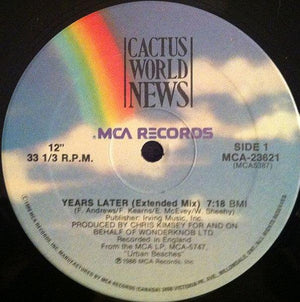 CACTUS
WORLD
NEWS
MCA RECORDS
12"
33 1/3 R.P.M.
SIDE 1
MCA-23621
(MCA5367)
YEARS LATER (Extended Mix) 7:18 BMI
F. Andrews/F. Kearns/E. McEvey/W. Sheehy)
Publisher: Irving Music Inc.
PRODUCED BY CHRIS KIMSEY FOR AND ON
BEHALF OF WONDERKNOB LTD
Recorded in England
From the MCA LP, MCA-5747,
"Urban Beaches"
℗ 1986 MCA Records, Inc.